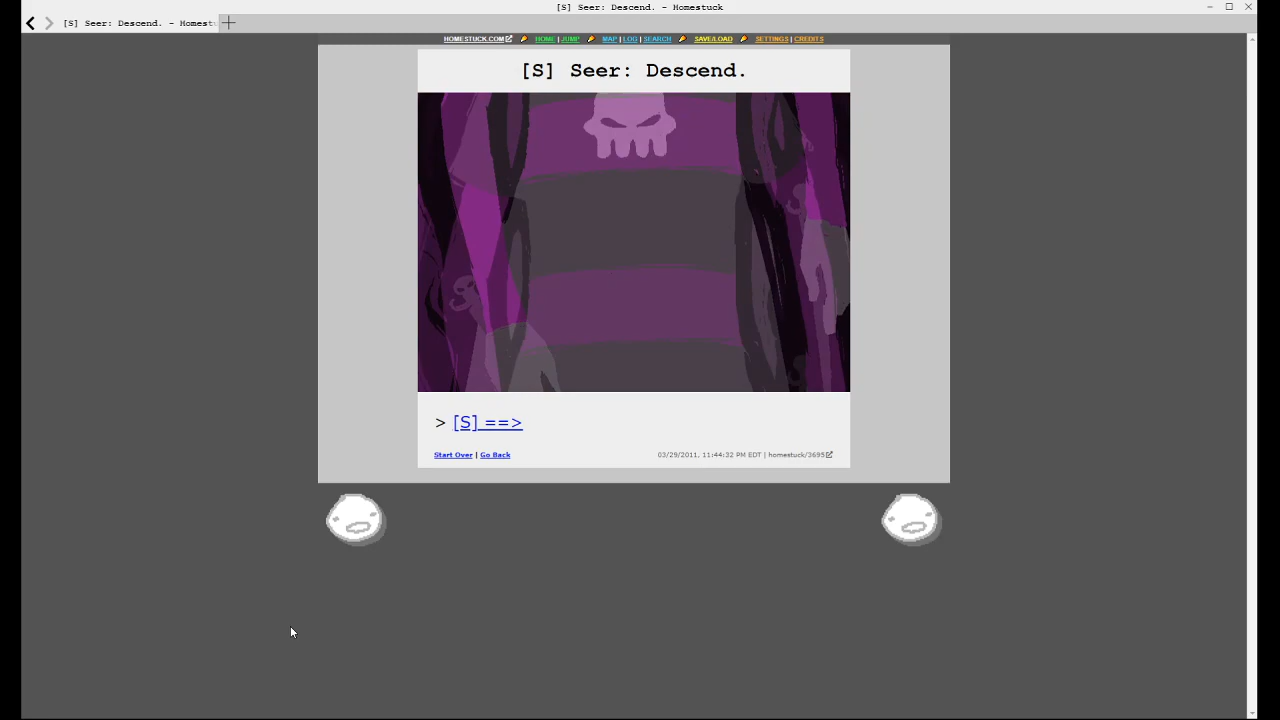 [S] Seer: Descend. - Homestuck
[S] Seer: Descend. - Homest
HOMESTUCK.COM HOME | JUMP MAP | LOG | SEARCH SAVE/LOAD SETTINGS | CREDITS
[S] Seer: Descend.
> [S] ==>
Start Over | Go Back 03/29/2011, 11:44:32 PM EDT | homestuck/3695